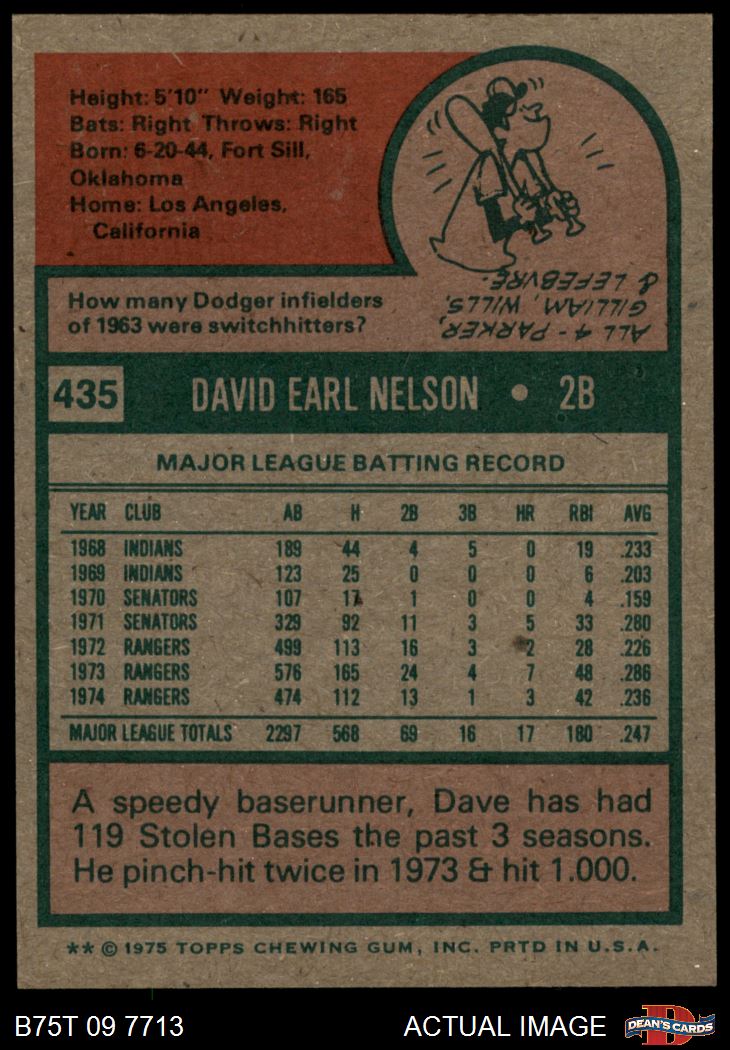 Height: 5'10" Weight: 165
Bats: Right Throws: Right
Born: 6-20-44, Fort Sill,
Oklahoma
Home: Los Angeles,
California
How many Dodger infielders
of 1963 were switchhitters?
ALL 4 - PARKER,
GILLIAM, WILLS,
& LEFEBVRE.
435 DAVID EARL NELSON • 2B
MAJOR LEAGUE BATTING RECORD
YEAR CLUB AB H 2B 3B HR RBI AVG
1968 INDIANS 189 44 4 5 0 19 .233
1969 INDIANS 123 25 0 0 0 6 .203
1970 SENATORS 107 17 1 0 0 4 .159
1971 SENATORS 329 92 11 3 5 33 .280
1972 RANGERS 499 113 16 3 2 28 .226
1973 RANGERS 576 165 24 4 7 48 .286
1974 RANGERS 474 112 13 1 3 42 .236
MAJOR LEAGUE TOTALS 2297 568 69 16 17 180 .247
A speedy baserunner, Dave has had
119 Stolen Bases the past 3 seasons.
He pinch-hit twice in 1973 & hit 1.000.
** © 1975 TOPPS CHEWING GUM, INC. PRTD IN U.S.A.
B75T 09 7713 ACTUAL IMAGE
D
DEAN'S CARDS